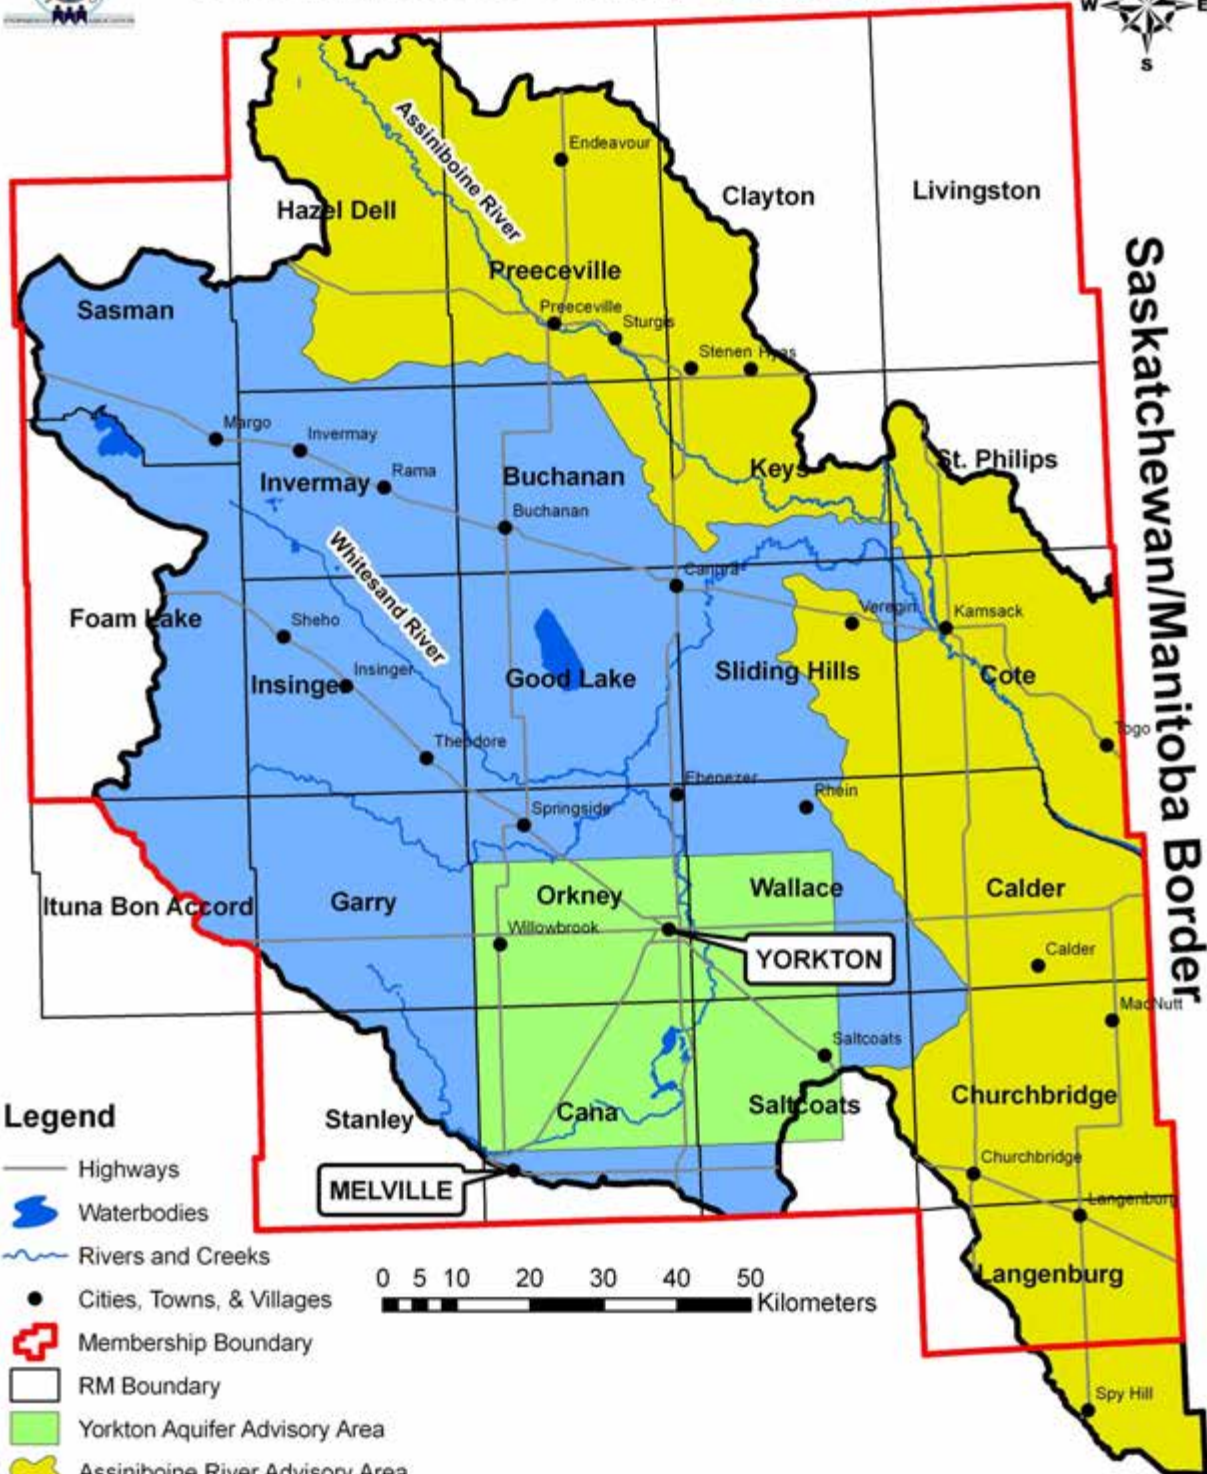 W
E
S
Endeavour
Assiniboine River
Clayton
Livingston
Hazel Dell
Preeceville
Sasman
Preeceville
Sturgis
Stenen
Hyas
Saskatchewan/Manitoba Border
Margo
Invermay
Rama
Invermay
Buchanan
Keys
St. Philips
Buchanan
Whitesand River
Canora
Foam Lake
Sheho
Veregin
Kamsack
Insinger
Insinger
Good Lake
Sliding Hills
Cote
Theodore
Togo
Ebenezer
Rhein
Springside
Ituna Bon Accord
Garry
Orkney
Wallace
Calder
Willowbrook
YORKTON
Calder
MacNutt
Saltcoats
Stanley
Cana
Saltcoats
Churchbridge
MELVILLE
Churchbridge
Langenburg
Langenburg
Spy Hill
Legend
Highways
Waterbodies
Rivers and Creeks
Cities, Towns, & Villages
Membership Boundary
RM Boundary
Yorkton Aquifer Advisory Area
Assiniboine River Advisory Area
0 5 10 20 30 40 50
Kilometers